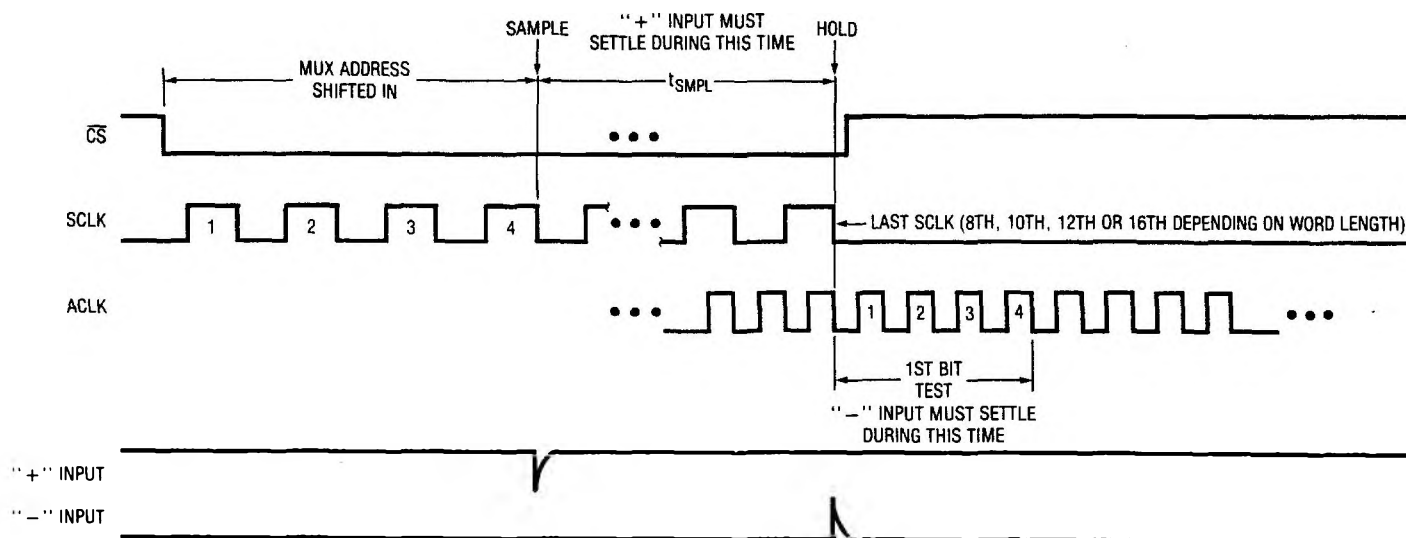 SAMPLE
“+” INPUT MUST
SETTLE DURING THIS TIME
HOLD
MUX ADDRESS
SHIFTED IN
tSMPL
CS
SCLK
1
2
3
4
LAST SCLK (8TH, 10TH, 12TH OR 16TH DEPENDING ON WORD LENGTH)
ACLK
1
2
3
4
1ST BIT
TEST
“−” INPUT MUST SETTLE
DURING THIS TIME
“+” INPUT
“−” INPUT